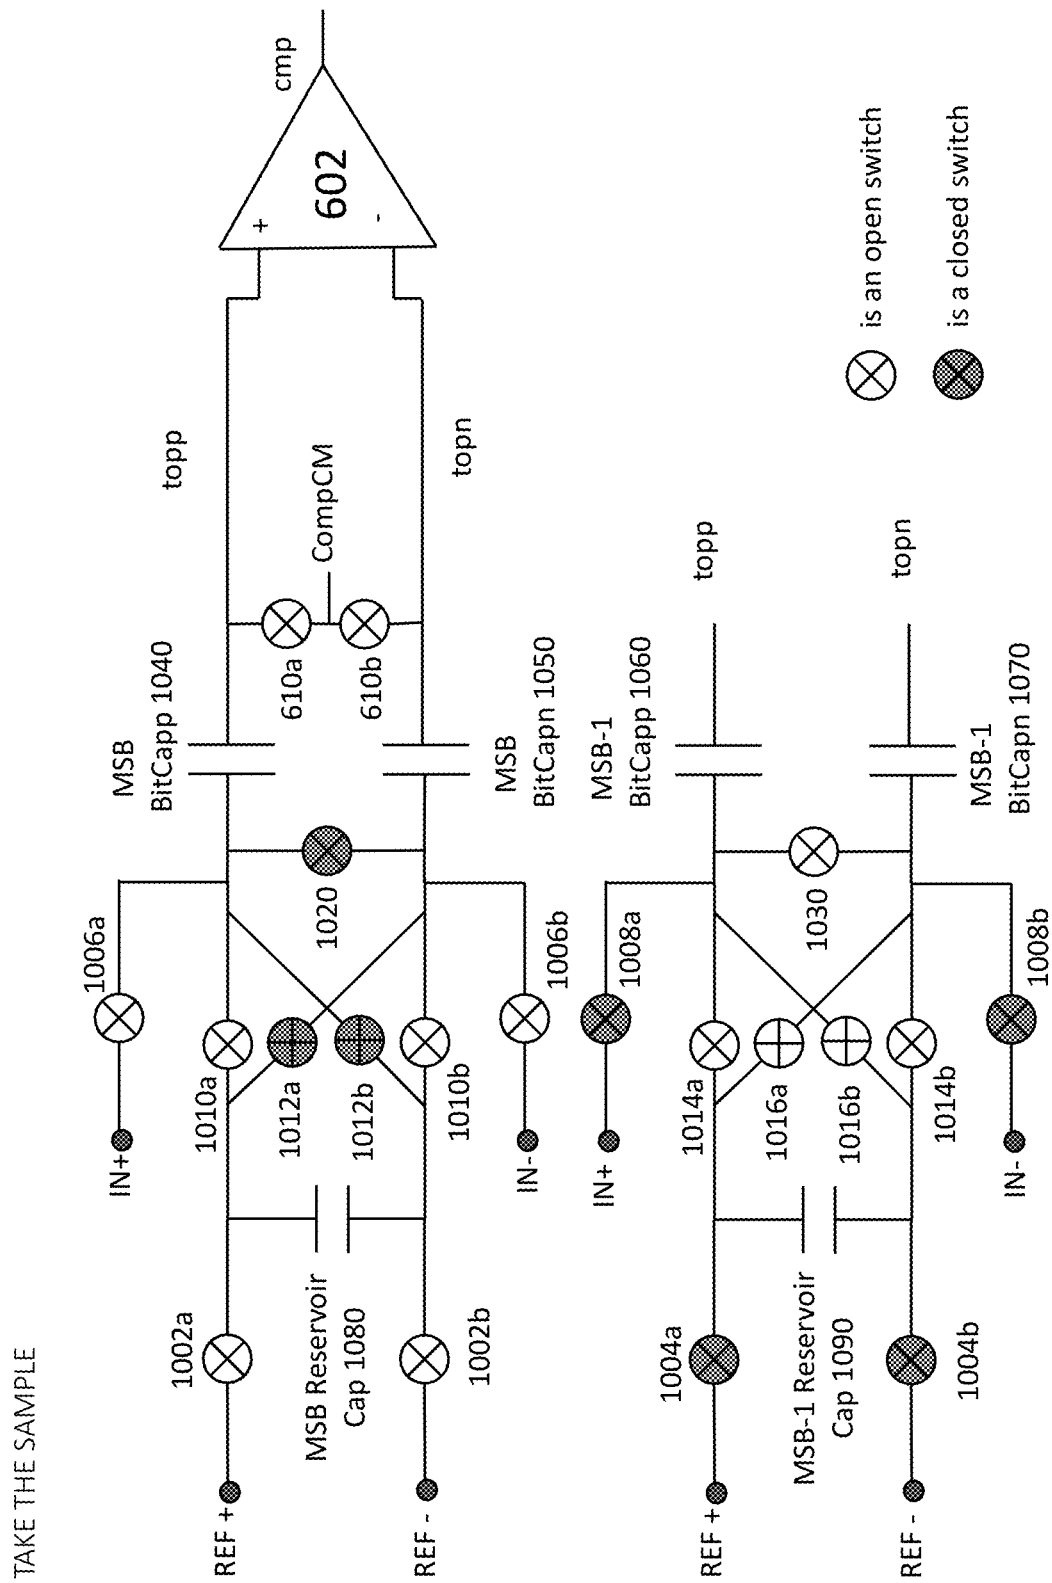 TAKE THE SAMPLE
REF +
1002a
REF -
1002b
MSB Reservoir
Cap 1080
IN+
1006a
1010a
1012a
1012b
1010b
IN-
1006b
1020
MSB
BitCapp 1040
MSB
BitCapn 1050
610a
610b
CompCM
topp
topn
+
-
602
cmp
REF +
1004a
REF -
1004b
MSB-1 Reservoir
Cap 1090
IN+
1008a
1014a
1016a
1016b
1014b
IN-
1008b
1030
MSB-1
BitCapp 1060
MSB-1
BitCapn 1070
topp
topn
is an open switch
is a closed switch